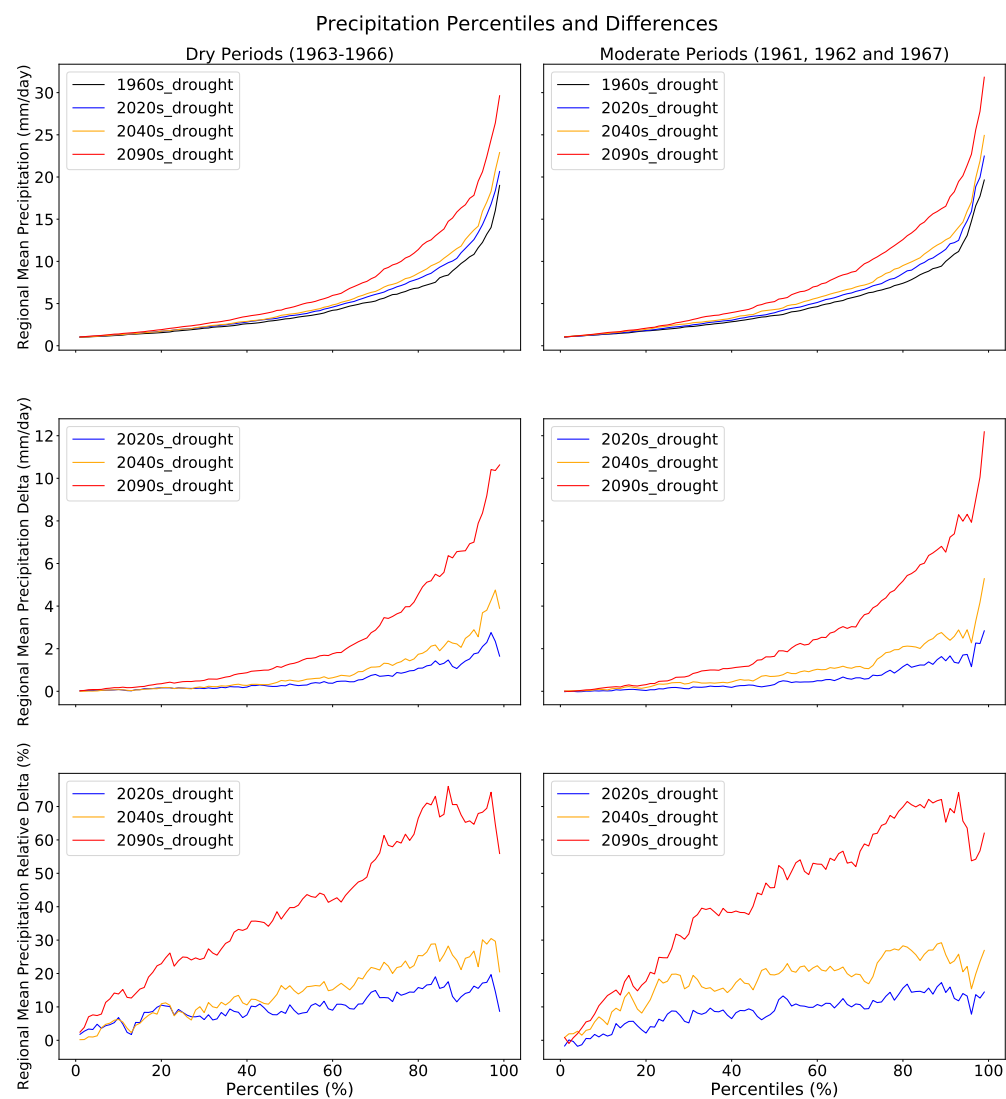 Precipitation Percentiles and Differences
Dry Periods (1963-1966)
Moderate Periods (1961, 1962 and 1967)
Regional Mean Precipitation (mm/day)
30
25
20
15
10
5
0
1960s_drought
2020s_drought
2040s_drought
2090s_drought
1960s_drought
2020s_drought
2040s_drought
2090s_drought
Regional Mean Precipitation Delta (mm/day)
12
10
8
6
4
2
0
2020s_drought
2040s_drought
2090s_drought
2020s_drought
2040s_drought
2090s_drought
Regional Mean Precipitation Relative Delta (%)
70
60
50
40
30
20
10
0
2020s_drought
2040s_drought
2090s_drought
2020s_drought
2040s_drought
2090s_drought
0 20 40 60 80 100
0 20 40 60 80 100
Percentiles (%)
Percentiles (%)